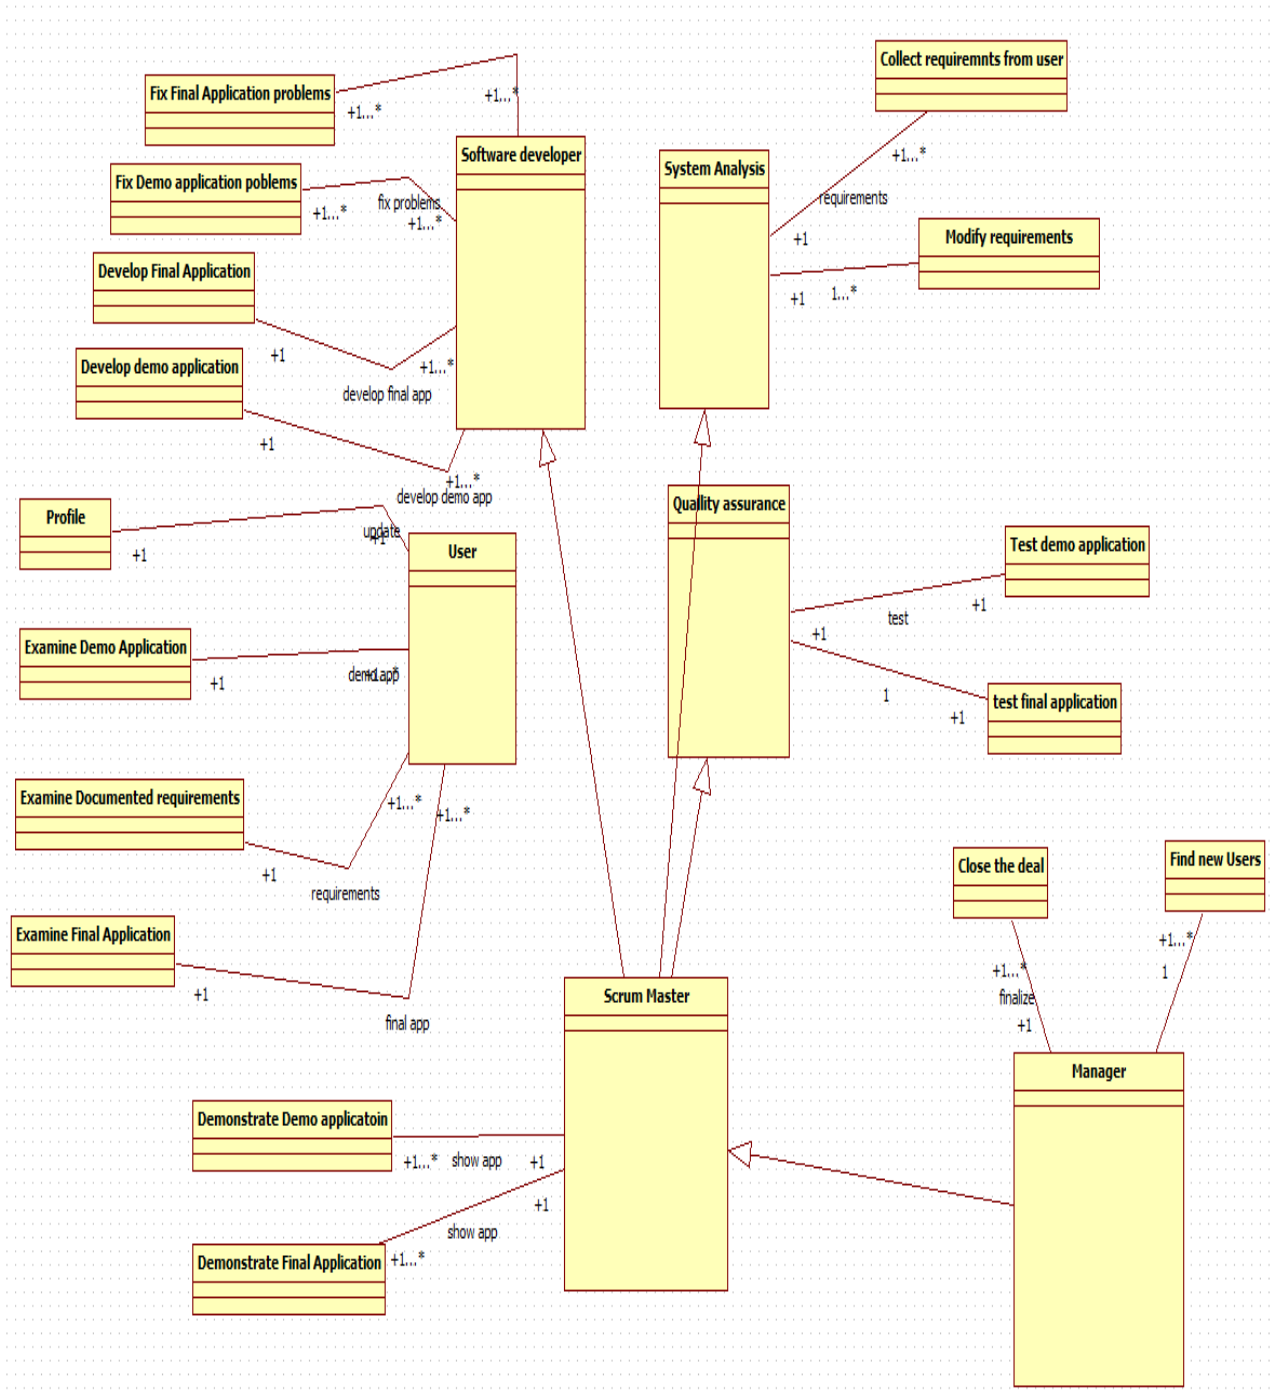 Collect requiremnts from user
Fix Final Application problems
+1...*
+1...*
Software developer
System Analysis
+1...*
Fix Demo application poblems
+1...*
fix problems
+1...*
requirements
+1
Modify requirements
+1
1...*
Develop Final Application
+1
+1...*
develop final app
Develop demo application
+1
+1...*
develop demo app
Quallity assurance
Profile
+1
update
+1
User
Test demo application
+1
test
+1
Examine Demo Application
+1
demo app
+1...*
1
+1
test final application
Examine Documented requirements
+1
+1...*
+1...*
requirements
Close the deal
Find new Users
Examine Final Application
+1
final app
+1...*
finalize
+1
+1...*
1
Scrum Master
Manager
Demonstrate Demo applicatoin
+1...*
show app
+1
+1
show app
Demonstrate Final Application
+1...*